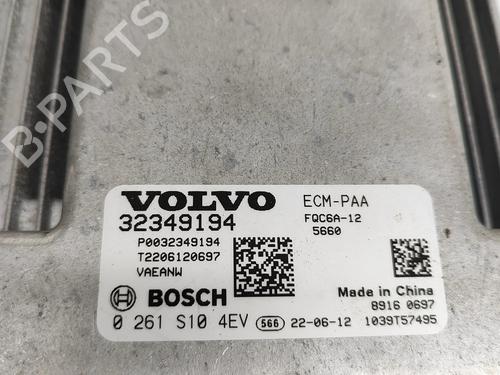 B-PARTS
VOLVO
32349194
P0032349194
T2206120697
VAEANW
BOSCH
0 261 S10 4EV 566 22-06-12
ECM-PAA
FQC6A-12
5660
Made in China
8916 0697
1039T57495